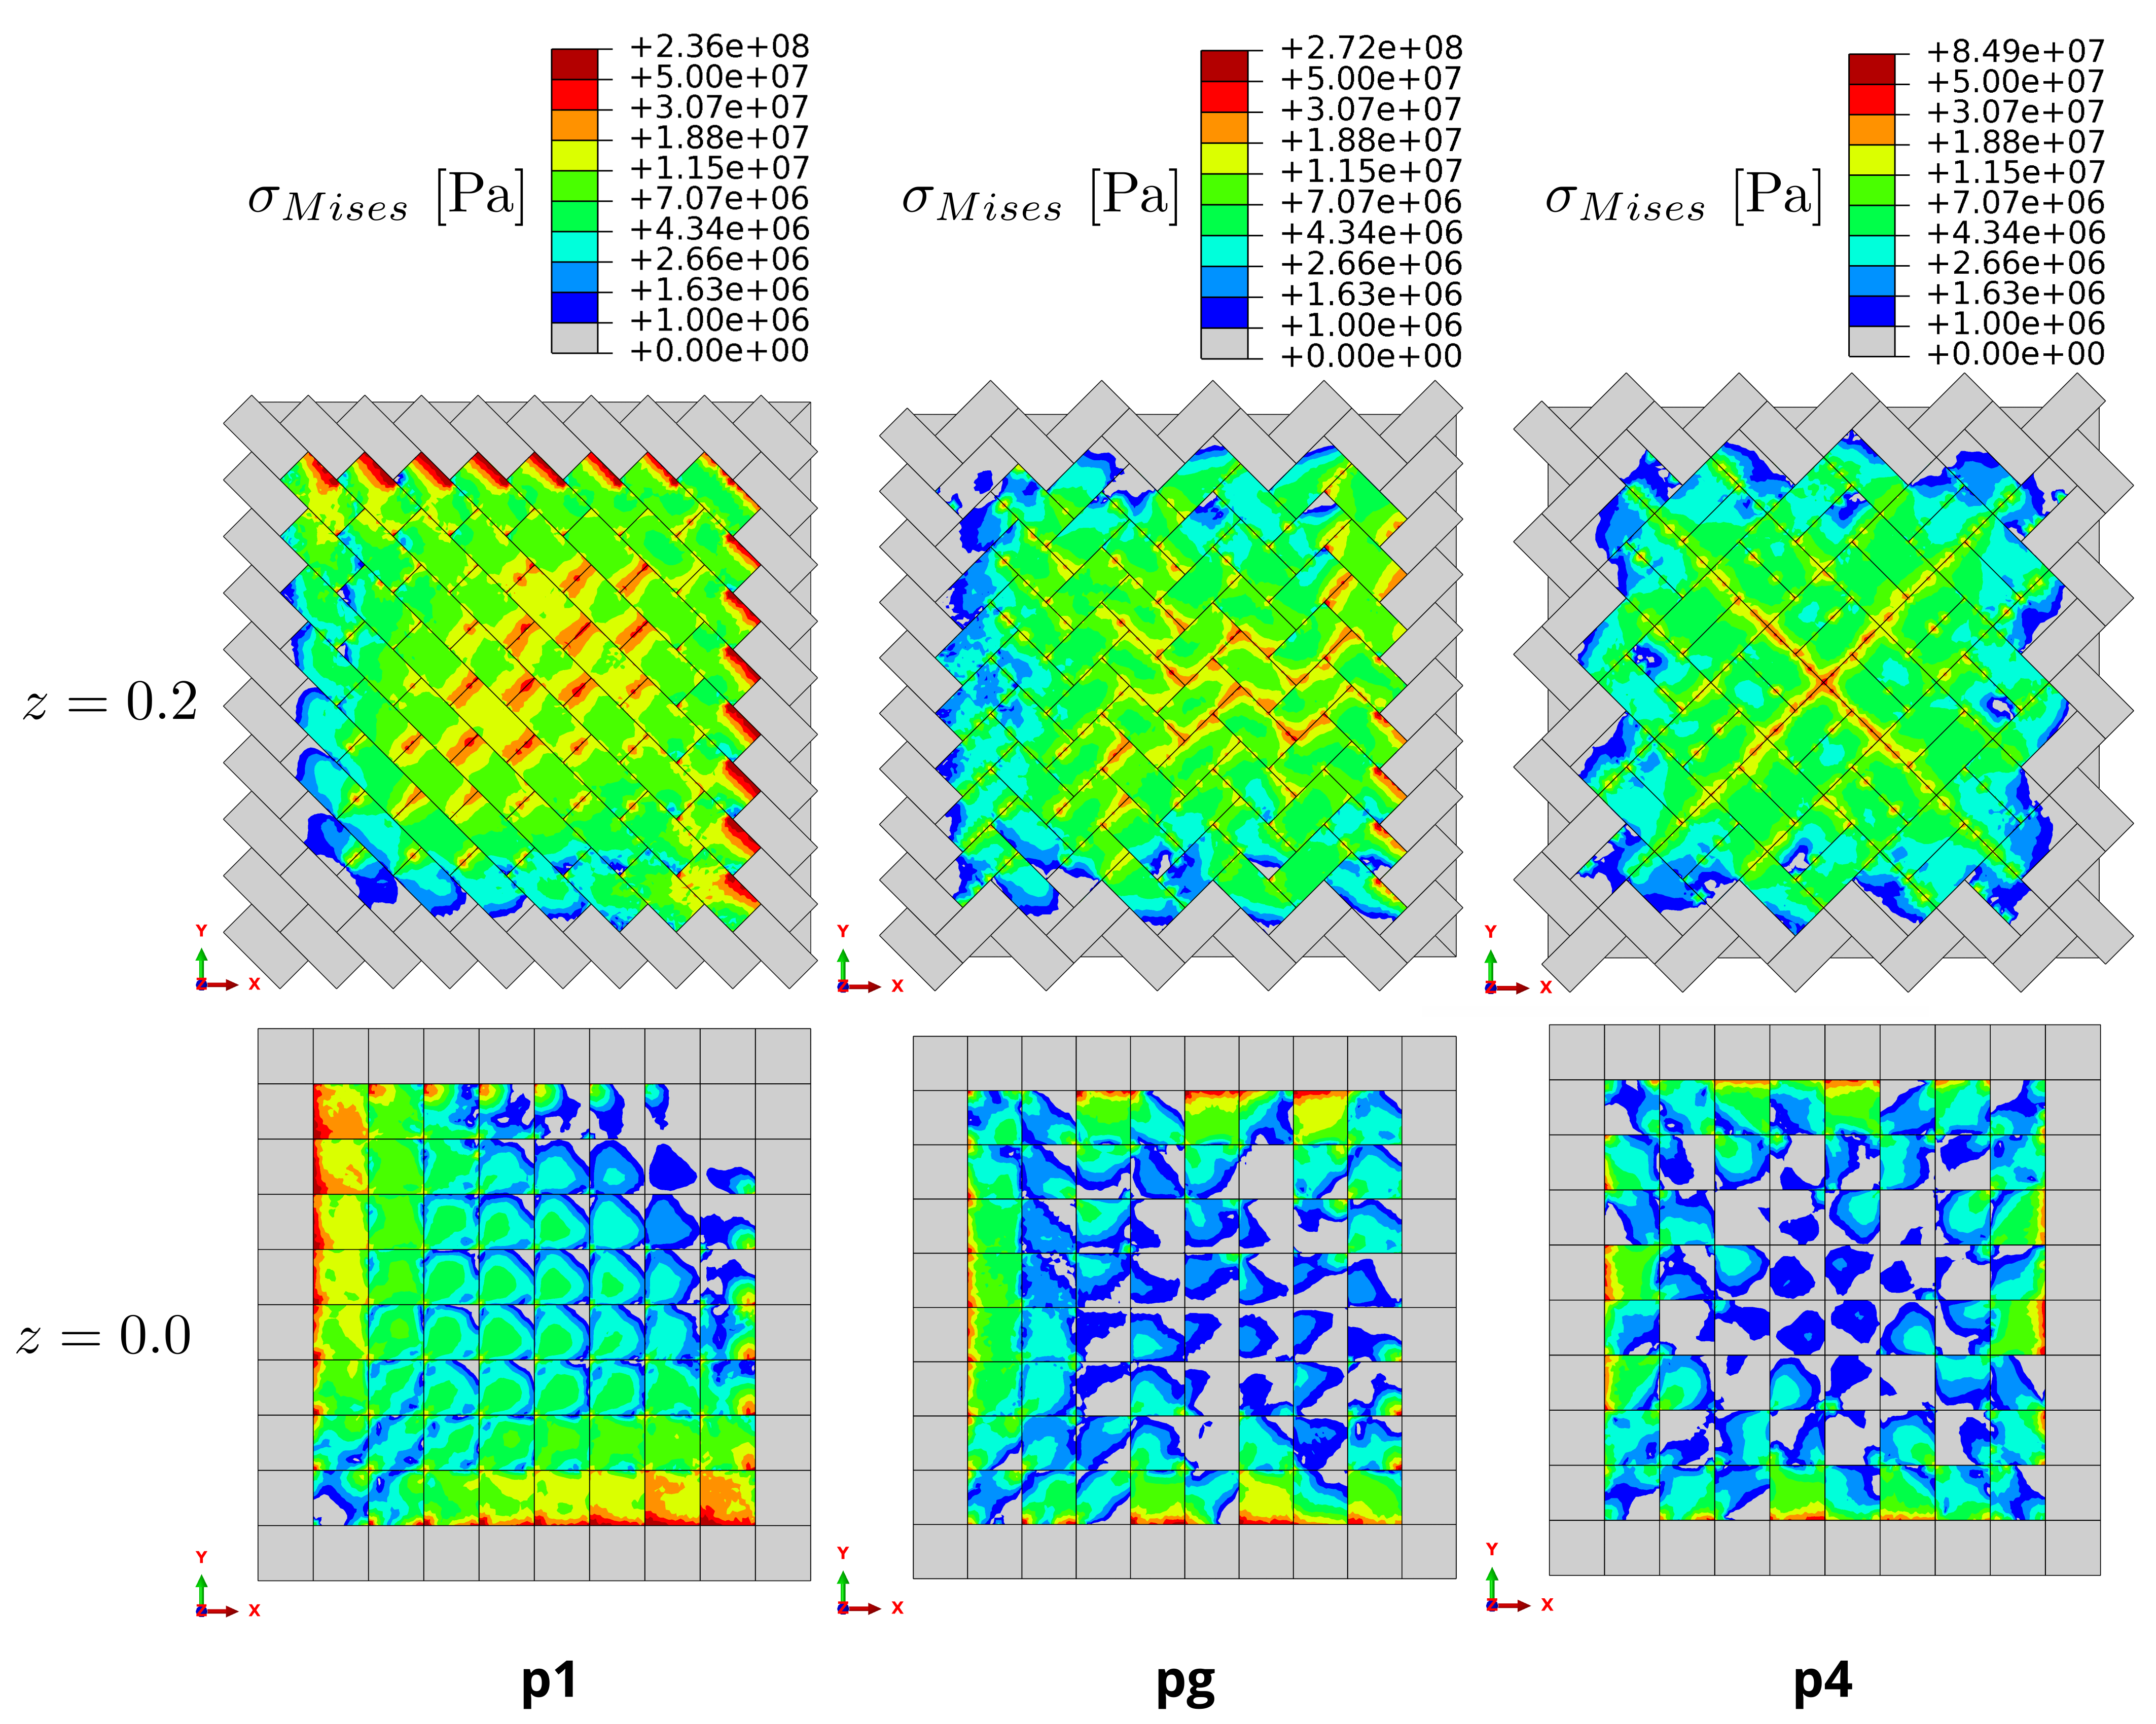 +2.36e+08
+5.00e+07
+3.07e+07
+1.88e+07
+1.15e+07
+7.07e+06
+4.34e+06
+2.66e+06
+1.63e+06
+1.00e+06
+0.00e+00
σ_Mises [Pa]
+2.72e+08
+5.00e+07
+3.07e+07
+1.88e+07
+1.15e+07
+7.07e+06
+4.34e+06
+2.66e+06
+1.63e+06
+1.00e+06
+0.00e+00
σ_Mises [Pa]
+8.49e+07
+5.00e+07
+3.07e+07
+1.88e+07
+1.15e+07
+7.07e+06
+4.34e+06
+2.66e+06
+1.63e+06
+1.00e+06
+0.00e+00
σ_Mises [Pa]
z = 0.2
Y
Z X
Y
Z X
Y
Z X
z = 0.0
Y
Z X
Y
Z X
Y
Z X
p1
pg
p4